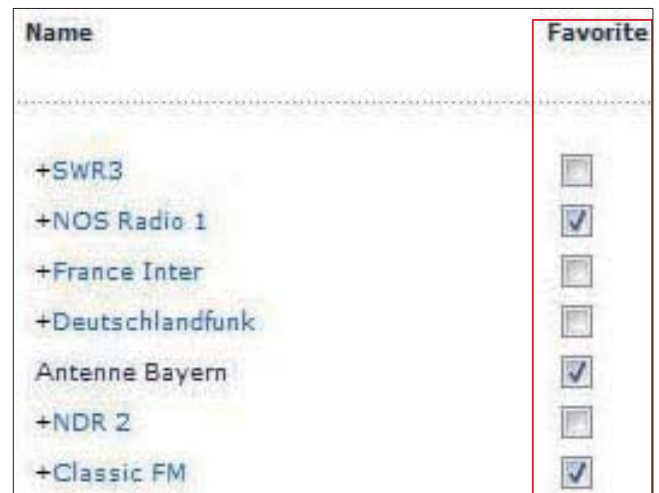 Name Favorite
+SWR3
+NOS Radio 1
+France Inter
+Deutschlandfunk
Antenne Bayern
+NDR 2
+Classic FM